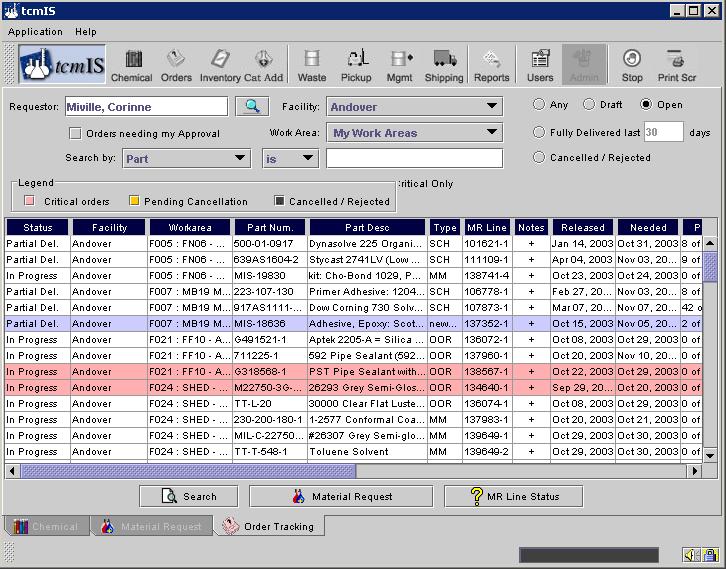 tcmIS
Application Help
tcmIS Chemical Orders Inventory Cat Add Waste Pickup Mgmt Shipping Reports Users Admin Stop Print Scr
Requestor: Miville, Corinne Facility: Andover Any Draft Open
Orders needing my Approval Work Area: My Work Areas Fully Delivered last 30 days
Search by: Part is Cancelled / Rejected
Legend Critical Only
Critical orders Pending Cancellation Cancelled / Rejected
Status Facility Workarea Part Num. Part Desc Type MR Line Notes Released Needed P
Partial Del. Andover F005 : FN06 - ... 500-01-0917 Dynasolve 225 Organi... SCH 101621-1 + Jan 14, 2003 Oct 31, 2003 8 of
Partial Del. Andover F005 : FN06 - ... 639AS1604-2 Stycast 2741LV (Low ... SCH 111109-1 + Apr 04, 2003 Nov 03, 20... 9 of
In Progress Andover F005 : FN06 - ... MIS-19830 kit: Cho-Bond 1029, P... MM 138741-4 + Oct 23, 2003 Oct 24, 2003 0 of
Partial Del. Andover F007 : MB19 M... 223-107-130 Primer Adhesive: 1204... SCH 106778-1 + Feb 27, 20... Nov 03, 20... 8 of
Partial Del. Andover F007 : MB19 M... 917AS1111-... Dow Corning 730 Solv... SCH 107873-1 + Mar 07, 20... Nov 05, 20... 42 o
Partial Del. Andover F007 : MB19 M... MIS-18636 Adhesive, Epoxy: Scot... new... 137352-1 + Oct 15, 2003 Nov 05, 20... 2 of
In Progress Andover F021 : FF10 - A... G491521-1 Aptek 2205-A = Silica ... OOR 136072-1 + Oct 08, 2003 Oct 29, 2003 0 of
In Progress Andover F021 : FF10 - A... 711225-1 592 Pipe Sealant (592... OOR 137960-1 + Oct 20, 2003 Nov 10, 20... 0 of
In Progress Andover F021 : FF10 - A... G318568-1 PST Pipe Sealant with... OOR 138567-1 + Oct 22, 2003 Oct 29, 2003 0 of
In Progress Andover F024 : SHED - ... M22750-3G-... 26293 Grey Semi-Glos... OOR 134640-1 + Sep 29, 20... Oct 20, 2003 0 of
In Progress Andover F024 : SHED - ... TT-L-20 30000 Clear Flat Luste... OOR 136074-1 + Oct 08, 2003 Oct 29, 2003 0 of
In Progress Andover F024 : SHED - ... 230-200-180-1 1-2577 Conformal Coa... MM 137983-1 + Oct 20, 2003 Oct 21, 2003 0 of
In Progress Andover F024 : SHED - ... MIL-C-22750... #26307 Grey Semi-glo... MM 139649-1 + Oct 29, 2003 Oct 30, 2003 0 of
In Progress Andover F024 : SHED - ... TT-T-548-1 Toluene Solvent MM 139649-2 + Oct 29, 2003 Oct 30, 2003 0 of
Search Material Request MR Line Status
Chemical Material Request Order Tracking